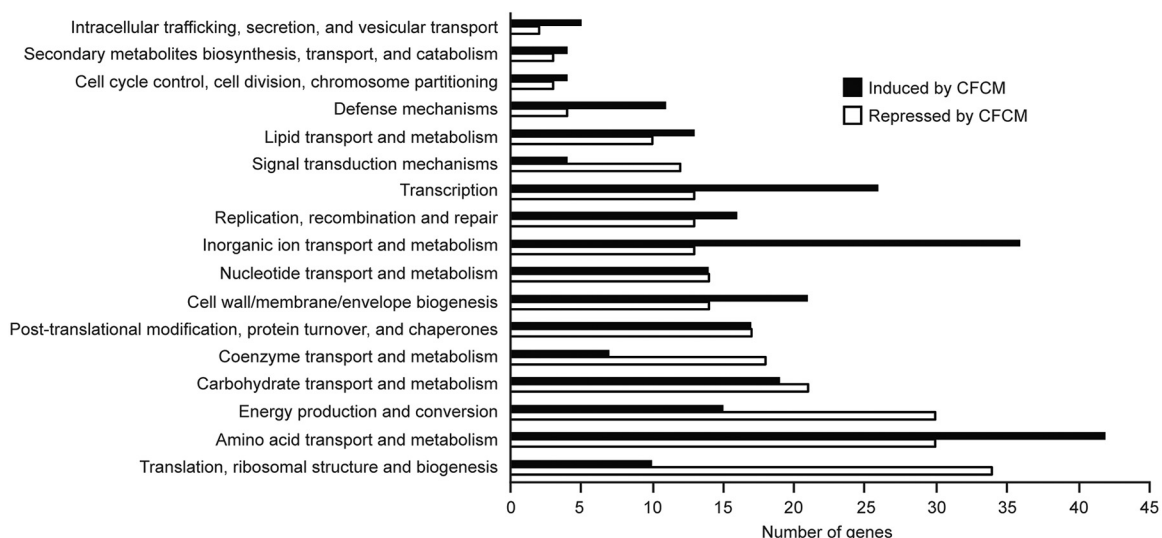 Intracellular trafficking, secretion, and vesicular transport
Secondary metabolites biosynthesis, transport, and catabolism
Cell cycle control, cell division, chromosome partitioning
Defense mechanisms
Lipid transport and metabolism
Signal transduction mechanisms
Transcription
Replication, recombination and repair
Inorganic ion transport and metabolism
Nucleotide transport and metabolism
Cell wall/membrane/envelope biogenesis
Post-translational modification, protein turnover, and chaperones
Coenzyme transport and metabolism
Carbohydrate transport and metabolism
Energy production and conversion
Amino acid transport and metabolism
Translation, ribosomal structure and biogenesis
Induced by CFCM
Repressed by CFCM
0 5 10 15 20 25 30 35 40 45
Number of genes